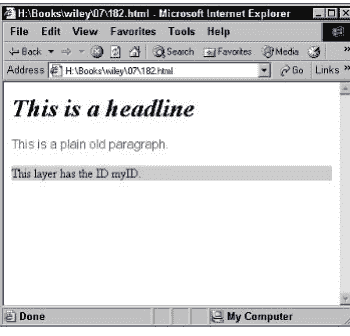 H:\Books\wiley\07\182.html - Microsoft Internet Explorer
File Edit View Favorites Tools Help
Back Search Favorites Media
Address H:\Books\wiley\07\182.html Go Links
This is a headline
This is a plain old paragraph.
This layer has the ID myID.
Done My Computer